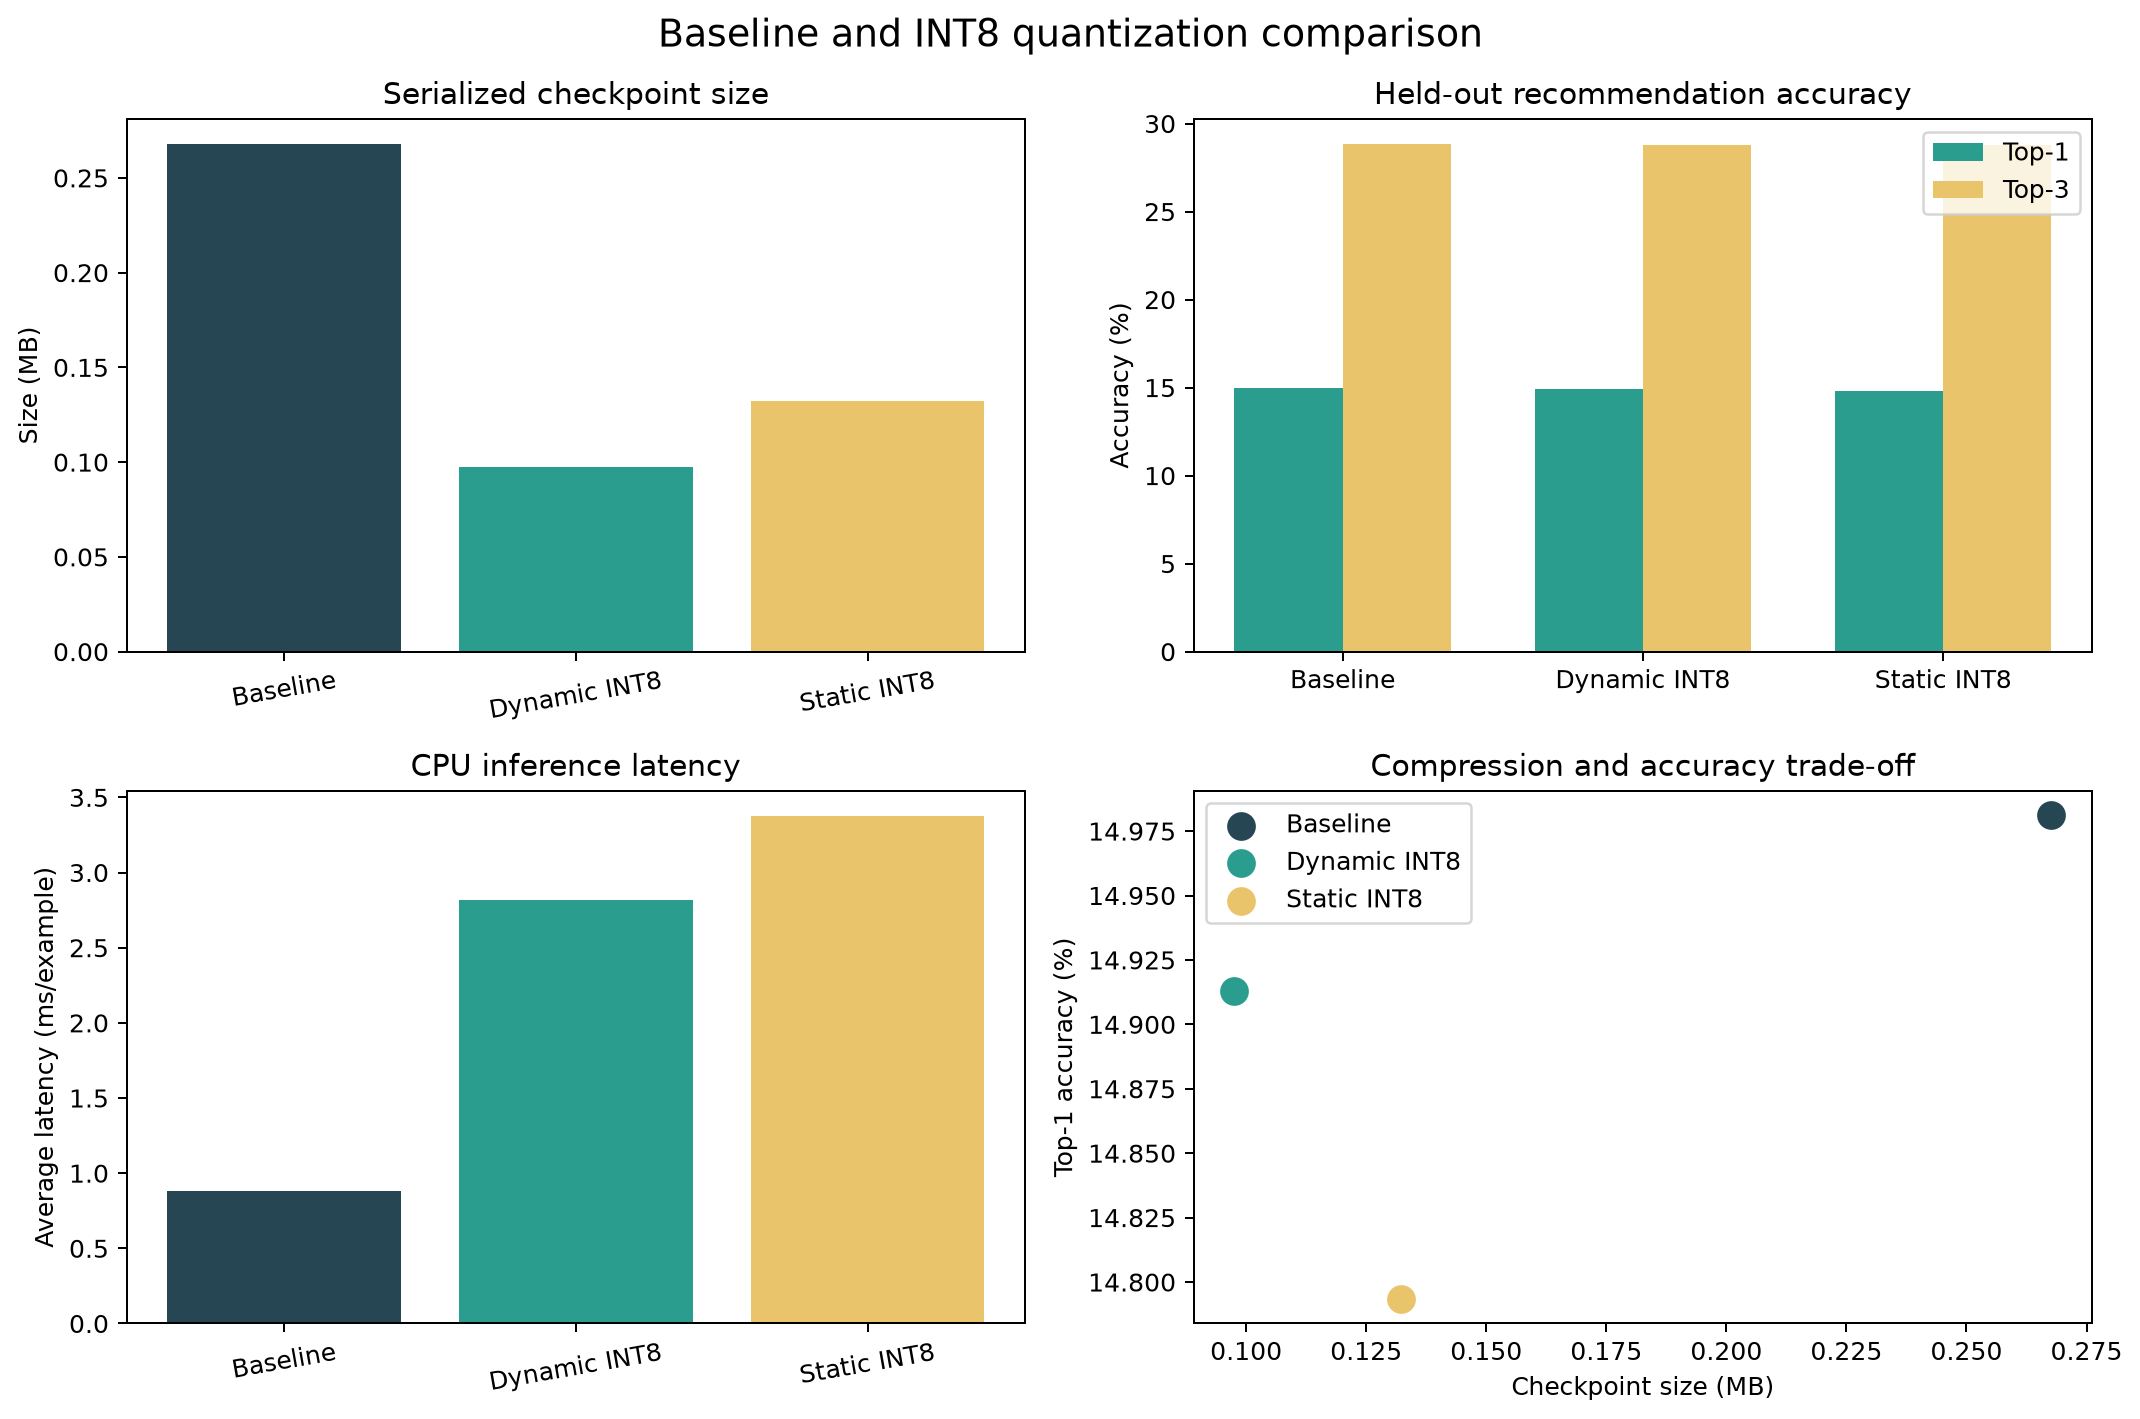 Baseline and INT8 quantization comparison
Serialized checkpoint size
Size (MB)
0.25
0.20
0.15
0.10
0.05
0.00
Baseline
Dynamic INT8
Static INT8
Held-out recommendation accuracy
Accuracy (%)
30
25
20
15
10
5
0
Top-1
Top-3
Baseline
Dynamic INT8
Static INT8
CPU inference latency
Average latency (ms/example)
3.5
3.0
2.5
2.0
1.5
1.0
0.5
0.0
Baseline
Dynamic INT8
Static INT8
Compression and accuracy trade-off
Top-1 accuracy (%)
14.975
14.950
14.925
14.900
14.875
14.850
14.825
14.800
Baseline
Dynamic INT8
Static INT8
0.100 0.125 0.150 0.175 0.200 0.225 0.250 0.275
Checkpoint size (MB)